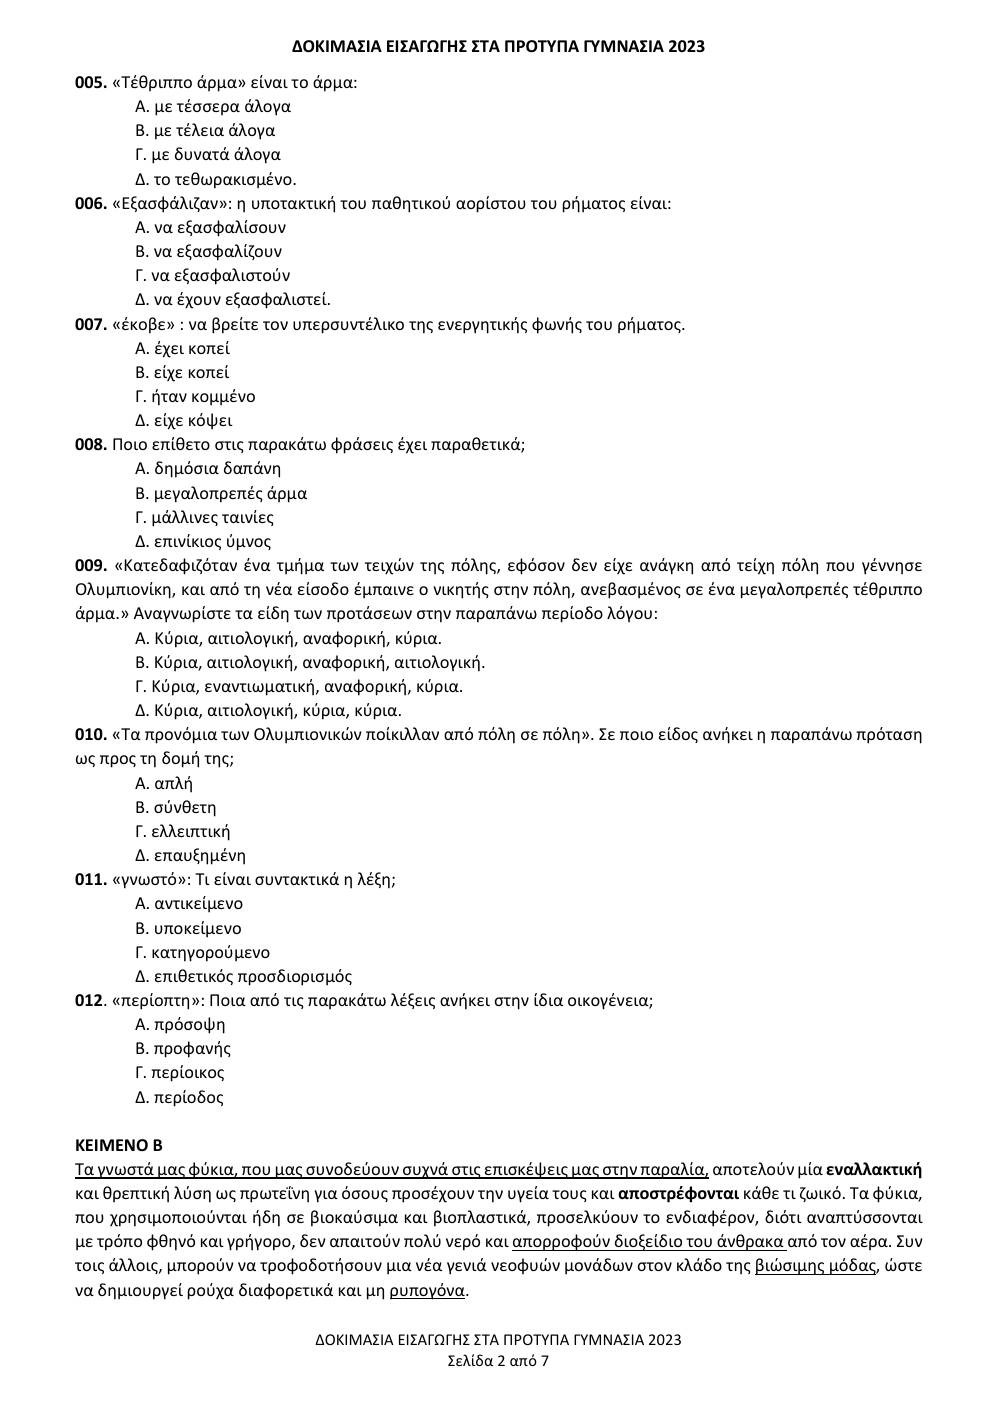 ΔΟΚΙΜΑΣΙΑ ΕΙΣΑΓΩΓΗΣ ΣΤΑ ΠΡΟΤΥΠΑ ΓΥΜΝΑΣΙΑ 2023
005. «Τέθριππο άρμα» είναι το άρμα:
Α. με τέσσερα άλογα
Β. με τέλεια άλογα
Γ. με δυνατά άλογα
Δ. το τεθωρακισμένο.
006. «Εξασφάλιζαν»: η υποτακτική του παθητικού αορίστου του ρήματος είναι:
Α. να εξασφαλίσουν
Β. να εξασφαλίζουν
Γ. να εξασφαλιστούν
Δ. να έχουν εξασφαλιστεί.
007. «έκοβε» : να βρείτε τον υπερσυντέλικο της ενεργητικής φωνής του ρήματος.
Α. έχει κοπεί
Β. είχε κοπεί
Γ. ήταν κομμένο
Δ. είχε κόψει
008. Ποιο επίθετο στις παρακάτω φράσεις έχει παραθετικά;
Α. δημόσια δαπάνη
Β. μεγαλοπρεπές άρμα
Γ. μάλλινες ταινίες
Δ. επινίκιος ύμνος
009. «Κατεδαφιζόταν ένα τμήμα των τειχών της πόλης, εφόσον δεν είχε ανάγκη από τείχη πόλη που γέννησε
Ολυμπιονίκη, και από τη νέα είσοδο έμπαινε ο νικητής στην πόλη, ανεβασμένος σε ένα μεγαλοπρεπές τέθριππο
άρμα.» Αναγνωρίστε τα είδη των προτάσεων στην παραπάνω περίοδο λόγου:
Α. Κύρια, αιτιολογική, αναφορική, κύρια.
Β. Κύρια, αιτιολογική, αναφορική, αιτιολογική.
Γ. Κύρια, εναντιωματική, αναφορική, κύρια.
Δ. Κύρια, αιτιολογική, κύρια, κύρια.
010. «Τα προνόμια των Ολυμπιονικών ποίκιλλαν από πόλη σε πόλη». Σε ποιο είδος ανήκει η παραπάνω πρόταση
ως προς τη δομή της;
Α. απλή
Β. σύνθετη
Γ. ελλειπτική
Δ. επαυξημένη
011. «γνωστό»: Τι είναι συντακτικά η λέξη;
Α. αντικείμενο
Β. υποκείμενο
Γ. κατηγορούμενο
Δ. επιθετικός προσδιορισμός
012. «περίοπτη»: Ποια από τις παρακάτω λέξεις ανήκει στην ίδια οικογένεια;
Α. πρόσοψη
Β. προφανής
Γ. περίοικος
Δ. περίοδος
ΚΕΙΜΕΝΟ Β
Τα γνωστά μας φύκια, που μας συνοδεύουν συχνά στις επισκέψεις μας στην παραλία, αποτελούν μία εναλλακτική
και θρεπτική λύση ως πρωτεΐνη για όσους προσέχουν την υγεία τους και αποστρέφονται κάθε τι ζωικό. Τα φύκια,
που χρησιμοποιούνται ήδη σε βιοκαύσιμα και βιοπλαστικά, προσελκύουν το ενδιαφέρον, διότι αναπτύσσονται
με τρόπο φθηνό και γρήγορο, δεν απαιτούν πολύ νερό και απορροφούν διοξείδιο του άνθρακα από τον αέρα. Συν
τοις άλλοις, μπορούν να τροφοδοτήσουν μια νέα γενιά νεοφυών μονάδων στον κλάδο της βιώσιμης μόδας, ώστε
να δημιουργεί ρούχα διαφορετικά και μη ρυπογόνα.
ΔΟΚΙΜΑΣΙΑ ΕΙΣΑΓΩΓΗΣ ΣΤΑ ΠΡΟΤΥΠΑ ΓΥΜΝΑΣΙΑ 2023
Σελίδα 2 από 7